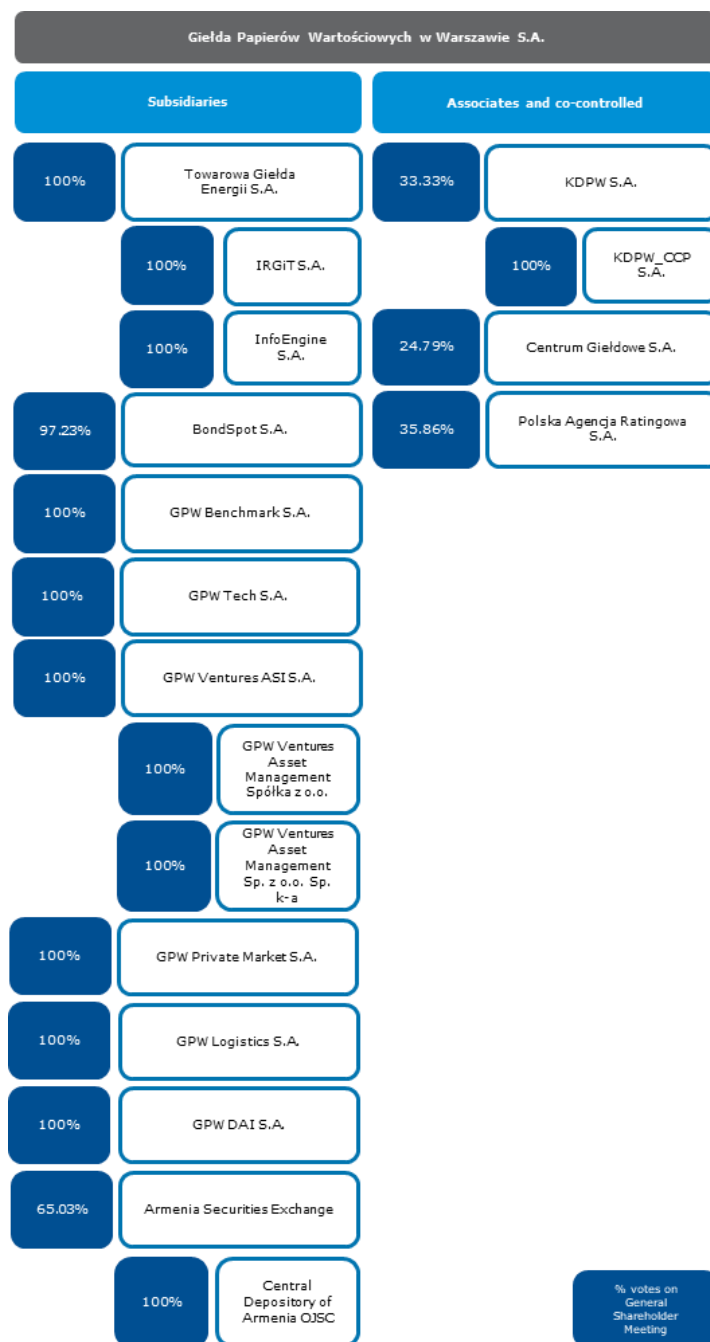 Giełda Papierów Wartościowych w Warszawie S.A.
Subsidiaries
Associates and co-controlled
100%
Towarowa Giełda
Energii S.A.
33.33%
KDPW S.A.
100%
IRGiT S.A.
100%
KDPW_CCP
S.A.
100%
InfoEngine
S.A.
24.79%
Centrum Giełdowe S.A.
97.23%
BondSpot S.A.
35.86%
Polska Agencja Ratingowa
S.A.
100%
GPW Benchmark S.A.
100%
GPW Tech S.A.
100%
GPW Ventures ASI S.A.
100%
GPW Ventures
Asset
Management
Spółka z o.o.
100%
GPW Ventures
Asset
Management
Sp. z o.o. Sp.
k-a
100%
GPW Private Market S.A.
100%
GPW Logistics S.A.
100%
GPW DAI S.A.
65.03%
Armenia Securities Exchange
100%
Central
Depository of
Armenia OJSC
% votes on
General
Shareholder
Meeting